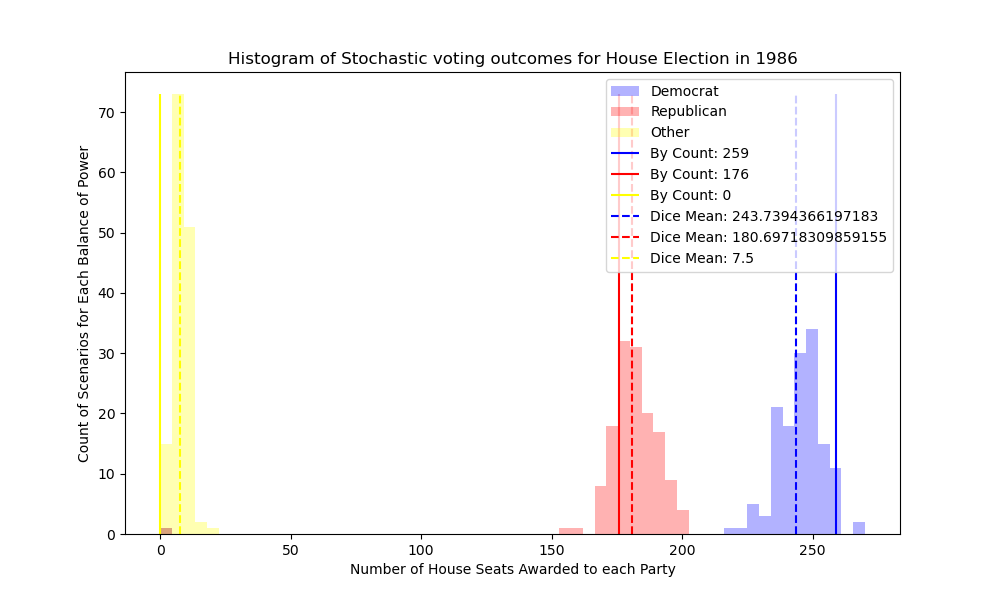 Histogram of Stochastic voting outcomes for House Election in 1986
Count of Scenarios for Each Balance of Power
70
60
50
40
30
20
10
0
Democrat
Republican
Other
By Count: 259
By Count: 176
By Count: 0
Dice Mean: 243.7394366197183
Dice Mean: 180.69718309859155
Dice Mean: 7.5
0
50
100
150
200
250
Number of House Seats Awarded to each Party